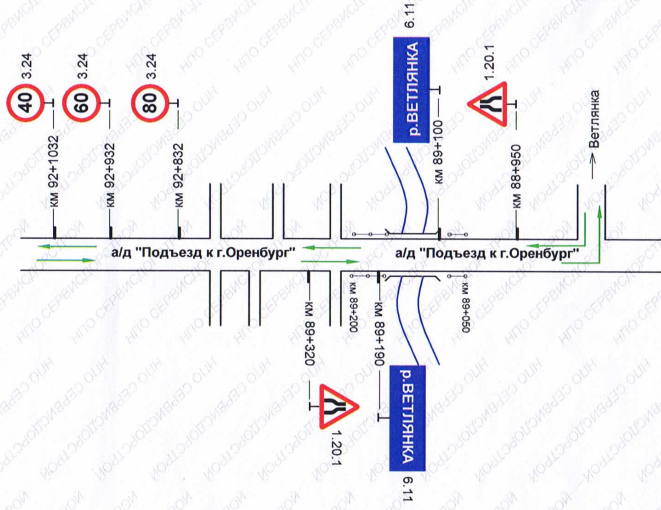 40
3.24
60
3.24
80
3.24
км 92+1032
км 92+932
км 92+832
6.11
р.ВЕТЛЯНКА
км 89+100
1.20.1
км 88+950
Ветлянка
а/д "Подъезд к г.Оренбург"
а/д "Подъезд к г.Оренбург"
км 89+320
км 89+200
км 89+190
км 89+050
1.20.1
р.ВЕТЛЯНКА
6.11
НПО СЕРВИСДОРСТРОЙ